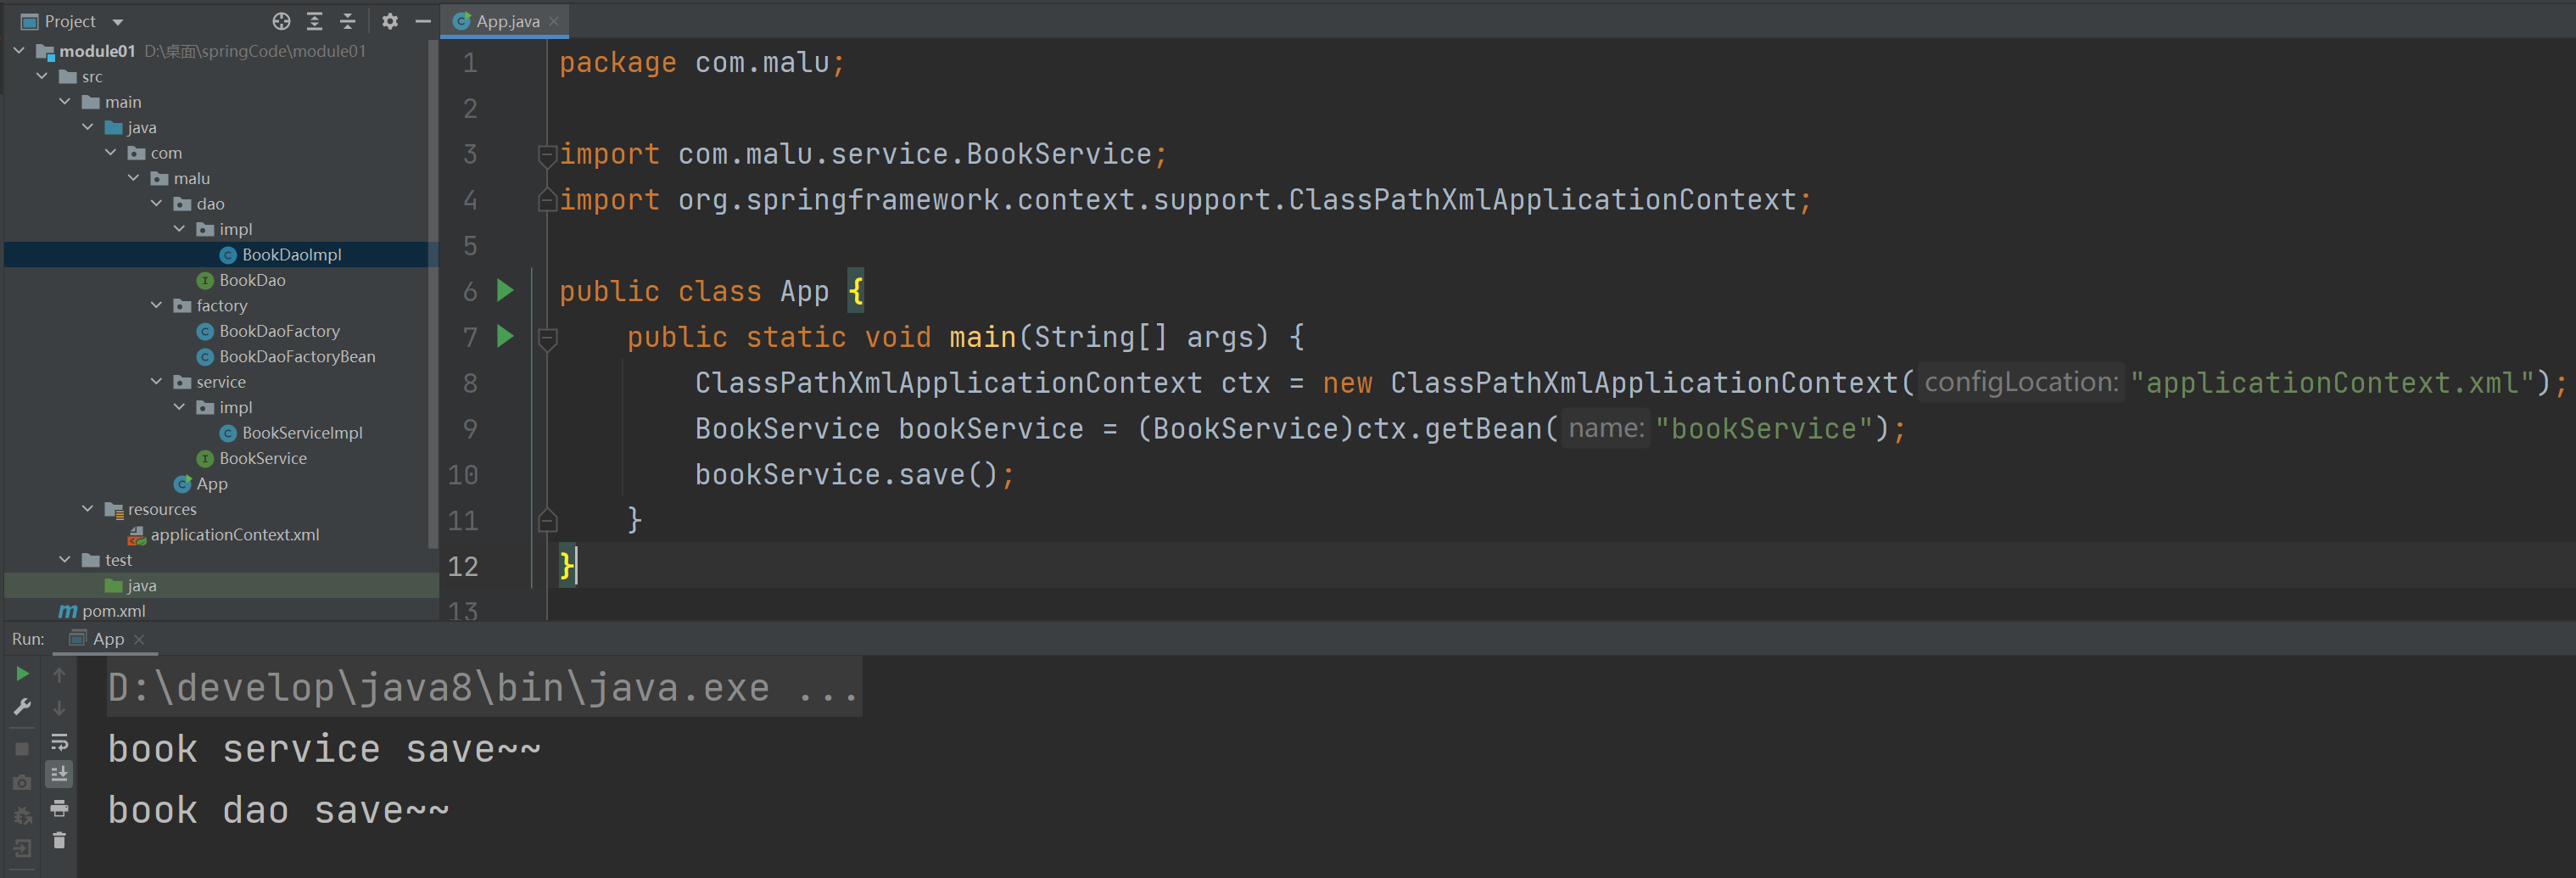 Project
module01 D:\桌面\springCode\module01
src
main
java
com
malu
dao
impl
BookDaoImpl
BookDao
factory
BookDaoFactory
BookDaoFactoryBean
service
impl
BookServiceImpl
BookService
App
resources
applicationContext.xml
test
java
pom.xml
App.java
1 package com.malu;
2
3 import com.malu.service.BookService;
4 import org.springframework.context.support.ClassPathXmlApplicationContext;
5
6 public class App {
7 public static void main(String[] args) {
8 ClassPathXmlApplicationContext ctx = new ClassPathXmlApplicationContext( configLocation: "applicationContext.xml");
9 BookService bookService = (BookService)ctx.getBean( name: "bookService");
10 bookService.save();
11 }
12 }
13
Run: App
D:\develop\java8\bin\java.exe ...
book service save~~
book dao save~~